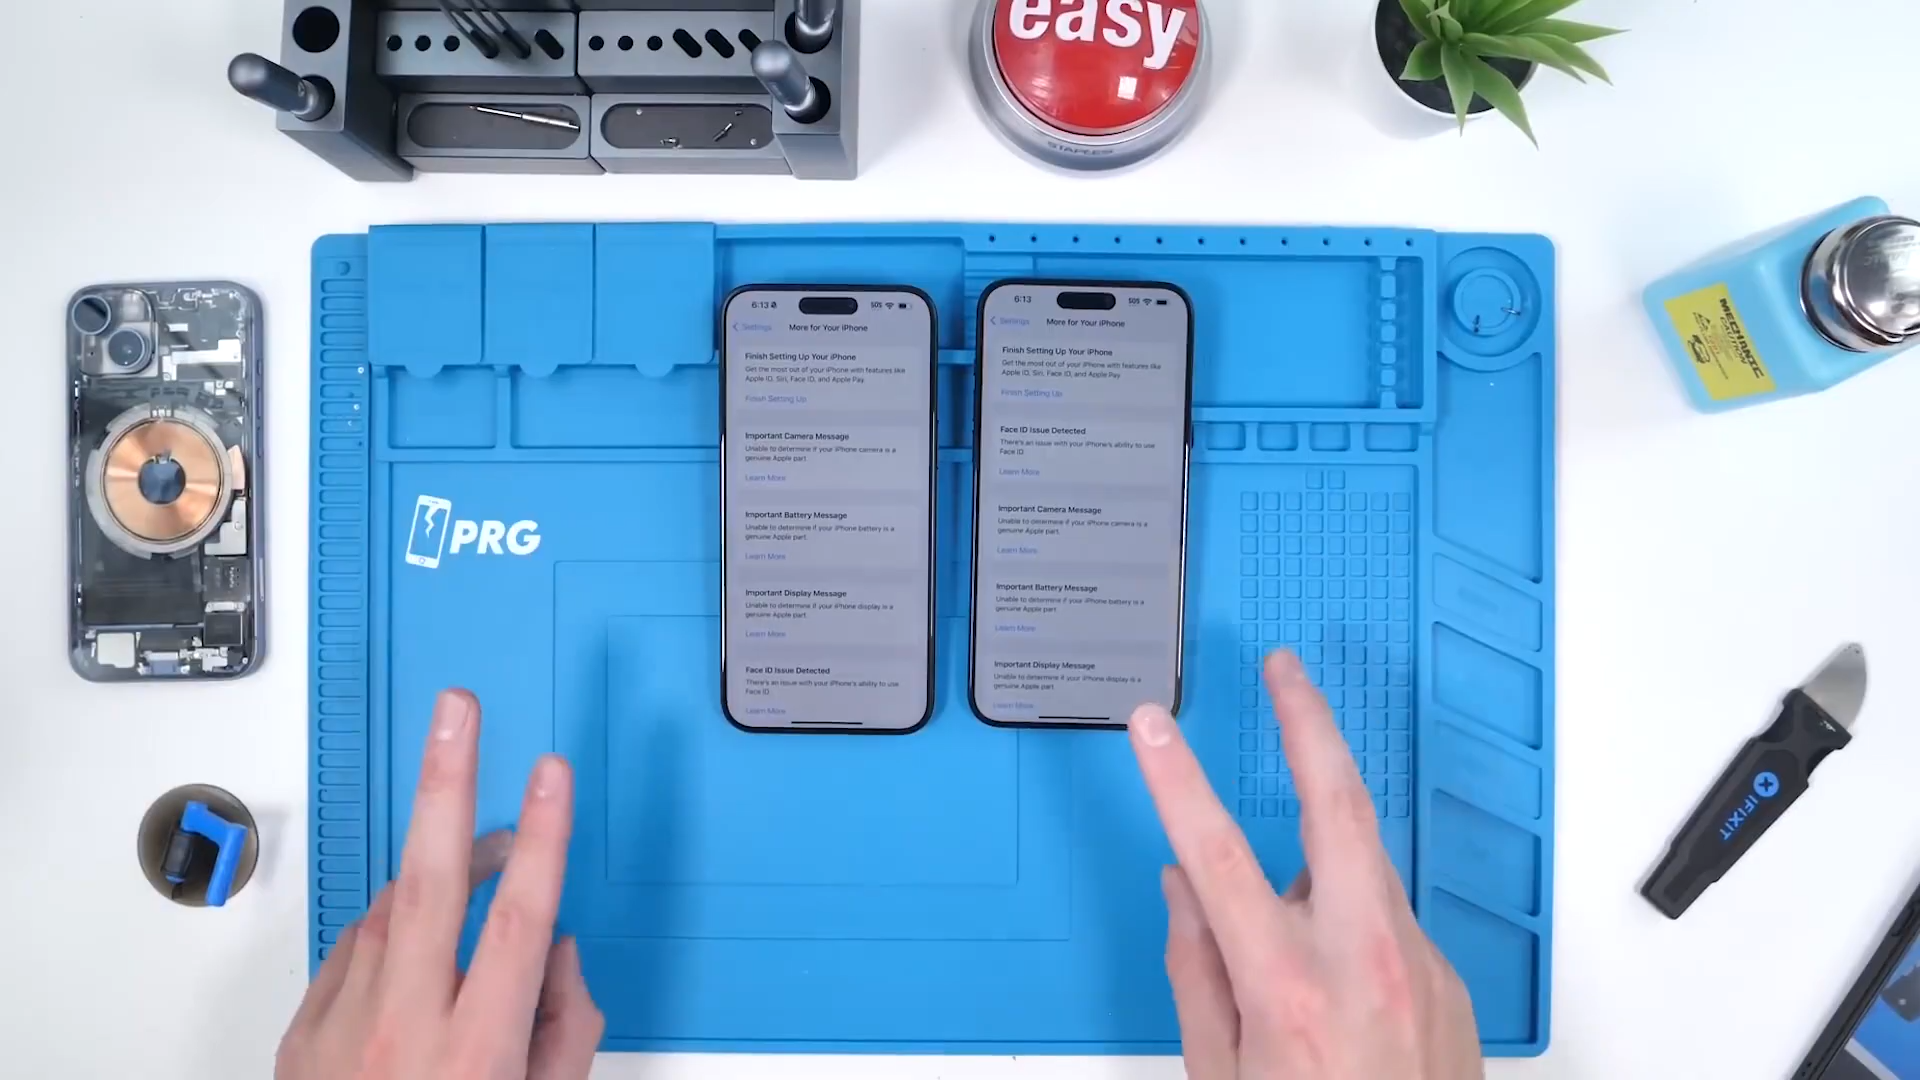 easy
STAPLES
MECHANIC
CAUTION
PRG
IFIXIT
6:13
SOS
Settings
More for Your iPhone
Finish Setting Up Your iPhone
Get the most out of your iPhone with features like
Apple ID, Siri, Face ID, and Apple Pay.
Finish Setting Up
Important Camera Message
Unable to determine if your iPhone camera is a
genuine Apple part.
Learn More
Important Battery Message
Unable to determine if your iPhone battery is a
genuine Apple part.
Learn More
Important Display Message
Unable to determine if your iPhone display is a
genuine Apple part.
Learn More
Face ID Issue Detected
There's an issue with your iPhone's ability to use
Face ID.
Learn More
6:13
SOS
Settings
More for Your iPhone
Finish Setting Up Your iPhone
Get the most out of your iPhone with features like
Apple ID, Siri, Face ID, and Apple Pay.
Finish Setting Up
Face ID Issue Detected
There's an issue with your iPhone's ability to use
Face ID.
Learn More
Important Camera Message
Unable to determine if your iPhone camera is a
genuine Apple part.
Learn More
Important Battery Message
Unable to determine if your iPhone battery is a
genuine Apple part.
Learn More
Important Display Message
Unable to determine if your iPhone display is a
genuine Apple part.
Learn More